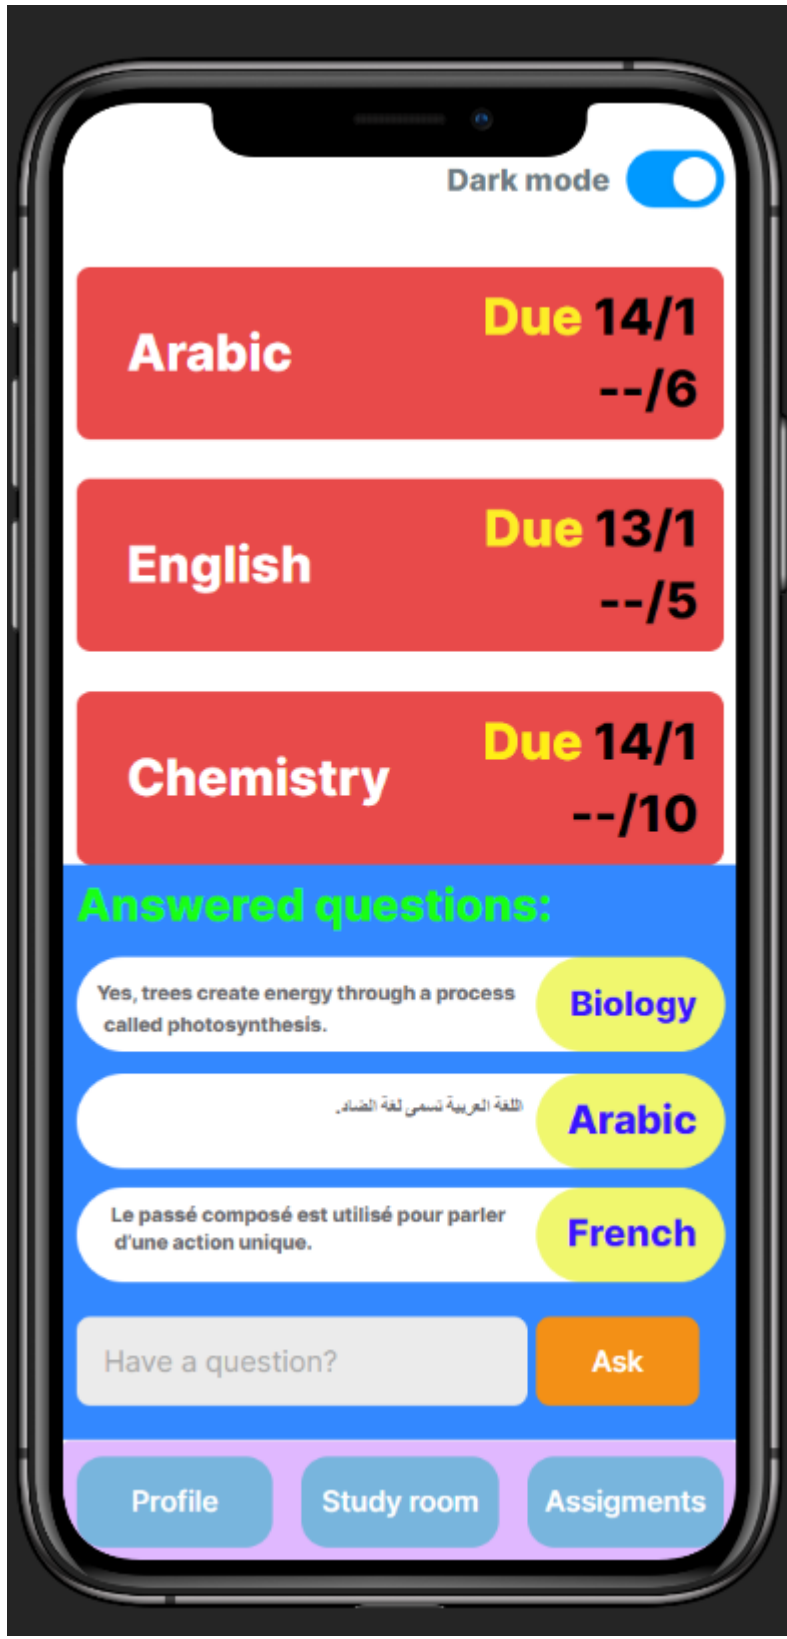 Dark mode
Arabic
Due 14/1
--/6
English
Due 13/1
--/5
Chemistry
Due 14/1
--/10
Answered questions:
Yes, trees create energy through a process
called photosynthesis.
Biology
اللغة العربية تسمى لغة الضاد.
Arabic
Le passé composé est utilisé pour parler
d'une action unique.
French
Have a question?
Ask
Profile
Study room
Assigments